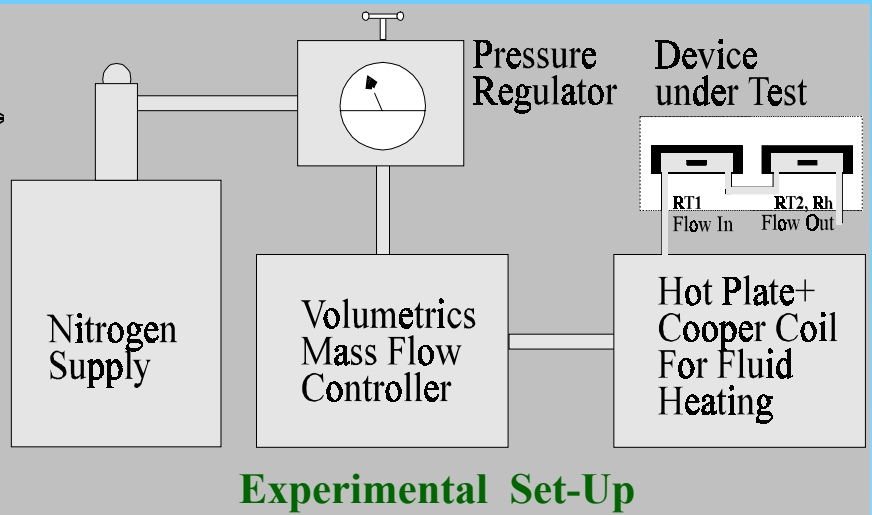 Pressure
Regulator
Device
under Test
RT1
Flow In
RT2, Rh
Flow Out
Nitrogen
Supply
Volumetrics
Mass Flow
Controller
Hot Plate+
Cooper Coil
For Fluid
Heating
Experimental Set-Up